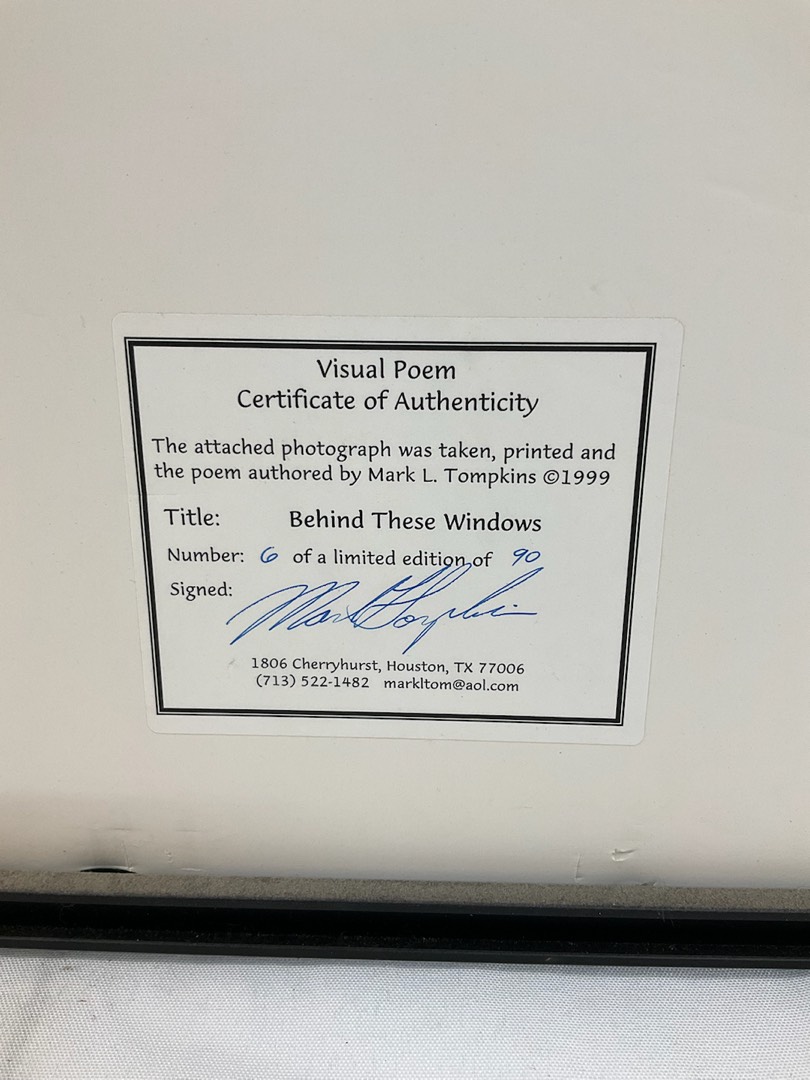 Visual Poem
Certificate of Authenticity
The attached photograph was taken, printed and
the poem authored by Mark L. Tompkins ©1999
Title: Behind These Windows
Number: 6 of a limited edition of 90
Signed: Mark L Tompkins
1806 Cherryhurst, Houston, TX 77006
(713) 522-1482 markltom@aol.com